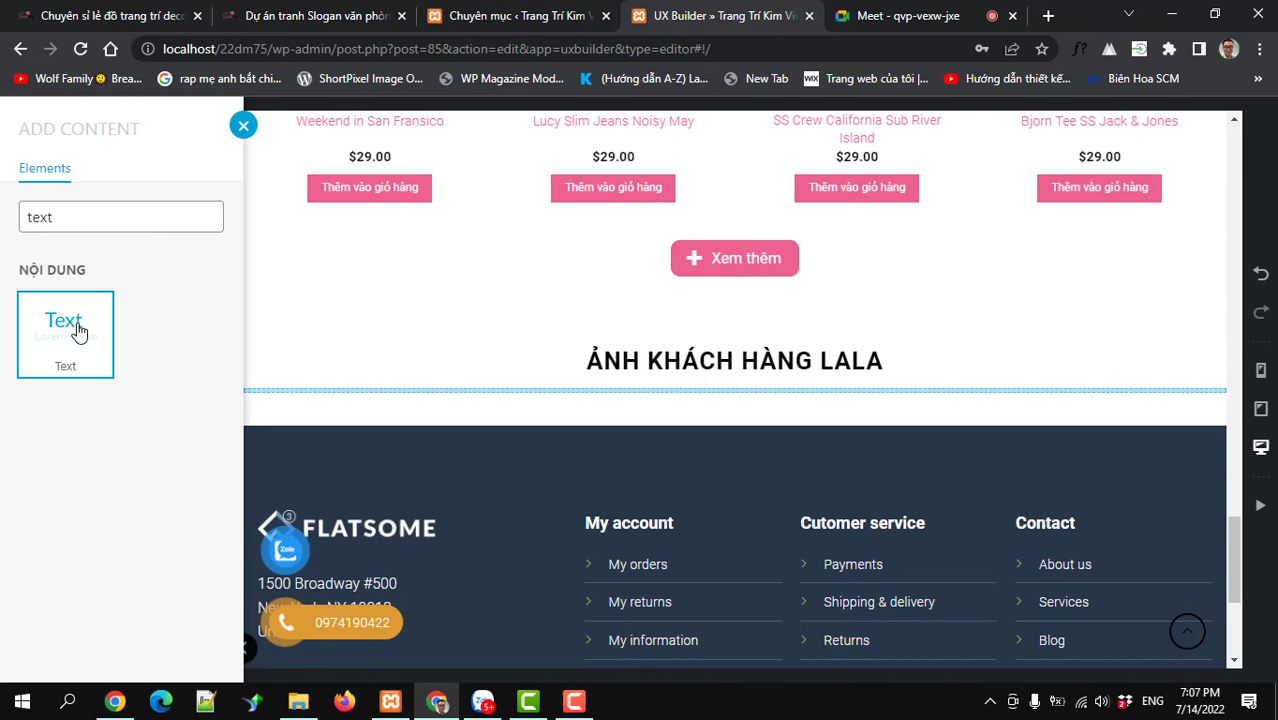 Chuyên sỉ lẻ đồ trang trí deco
Dự án tranh Slogan văn phòn
Chuyên mục ‹ Trang Trí Kim V
UX Builder » Trang Trí Kim Vi
Meet - qvp-vexw-jxe
localhost/22dm75/wp-admin/post.php?post=85&action=edit&app=uxbuilder&type=editor#!/
Wolf Family Brea...
rạp mẹ anh bắt chi...
ShortPixel Image O...
WP Magazine Mod...
(Hướng dẫn A-Z) La...
New Tab
Trang web của tôi |...
Hướng dẫn thiết kế...
Biên Hoa SCM
ADD CONTENT
Elements
text
NỘI DUNG
Text
Text
Weekend in San Fransico
Lucy Slim Jeans Noisy May
SS Crew California Sub River
Island
Bjorn Tee SS Jack & Jones
$29.00
$29.00
$29.00
$29.00
Thêm vào giỏ hàng
Thêm vào giỏ hàng
Thêm vào giỏ hàng
Thêm vào giỏ hàng
Xem thêm
ẢNH KHÁCH HÀNG LALA
3
FLATSOME
Zalo
1500 Broadway #500
0974190422
My account
My orders
My returns
My information
Cutomer service
Payments
Shipping & delivery
Returns
Contact
About us
Services
Blog
5+
ENG
7:07 PM
7/14/2022